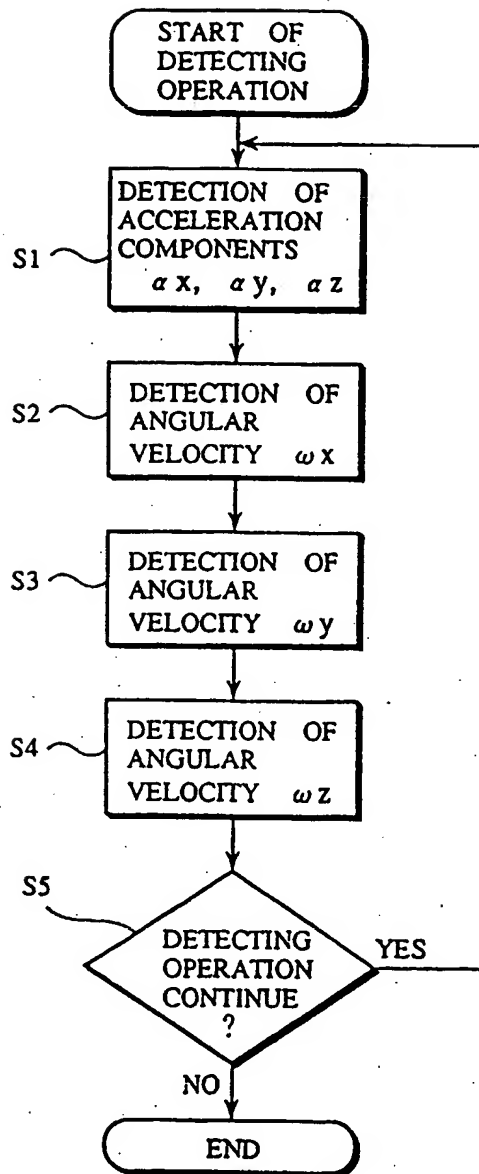 START OF
DETECTING
OPERATION
S1
DETECTION OF
ACCELERATION
COMPONENTS
αx, αy, αz
S2
DETECTION OF
ANGULAR
VELOCITY ωx
S3
DETECTION OF
ANGULAR
VELOCITY ωy
S4
DETECTION OF
ANGULAR
VELOCITY ωz
S5
DETECTING
OPERATION
CONTINUE
?
YES
NO
END